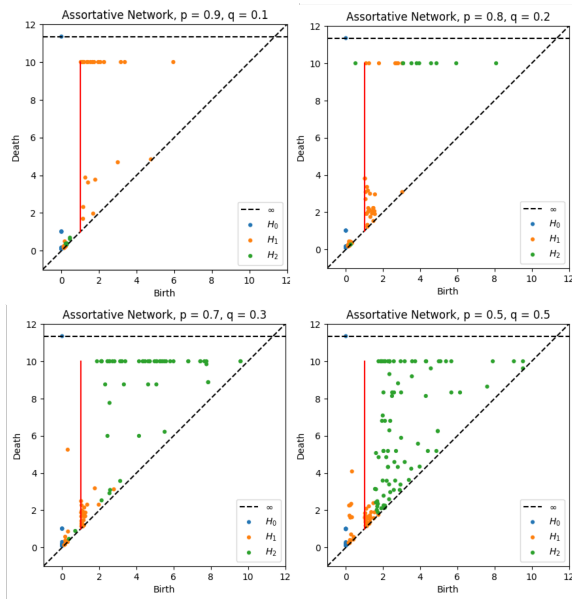 Assortative Network, p = 0.9, q = 0.1
12
10
8
6
4
2
0
Death
0 2 4 6 8 10 12
Birth
∞
H₀
H₁
H₂
Assortative Network, p = 0.8, q = 0.2
12
10
8
6
4
2
0
Death
0 2 4 6 8 10 12
Birth
∞
H₀
H₁
H₂
Assortative Network, p = 0.7, q = 0.3
12
10
8
6
4
2
0
Death
0 2 4 6 8 10 12
Birth
∞
H₀
H₁
H₂
Assortative Network, p = 0.5, q = 0.5
12
10
8
6
4
2
0
Death
0 2 4 6 8 10 12
Birth
∞
H₀
H₁
H₂